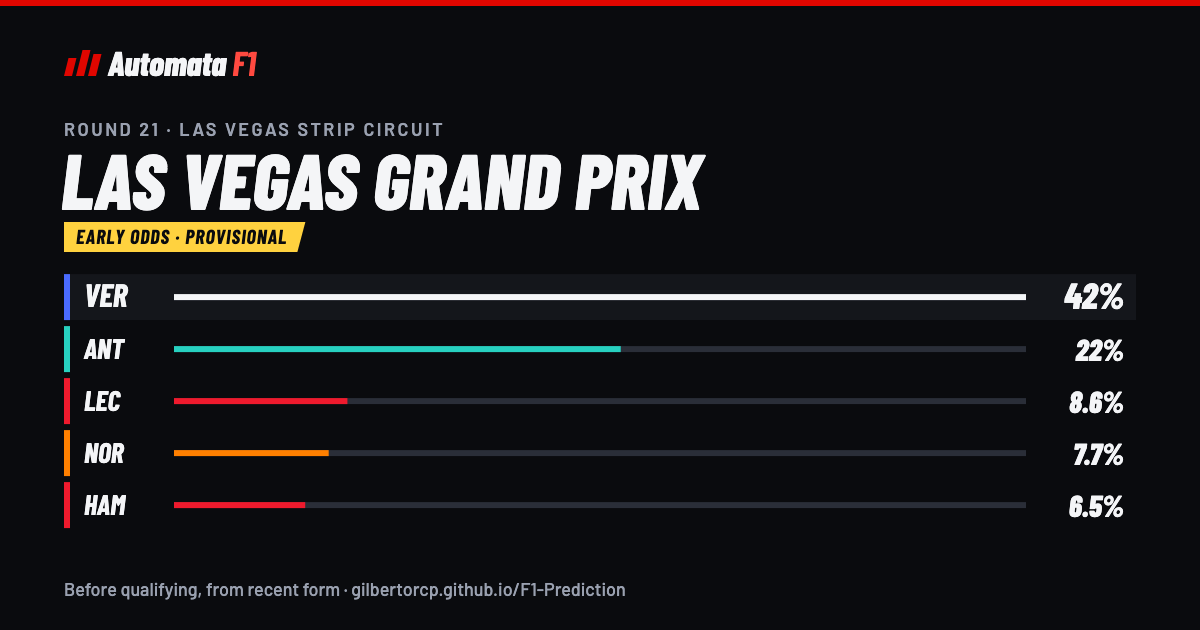 Automata F1
ROUND 21 · LAS VEGAS STRIP CIRCUIT
LAS VEGAS GRAND PRIX
EARLY ODDS · PROVISIONAL
VER 42%
ANT 22%
LEC 8.6%
NOR 7.7%
HAM 6.5%
Before qualifying, from recent form · gilbertorcp.github.io/F1-Prediction